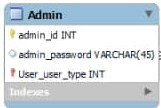 Admin
admin_id INT
admin_password VARCHAR(45)
User_user_type INT
Indexes